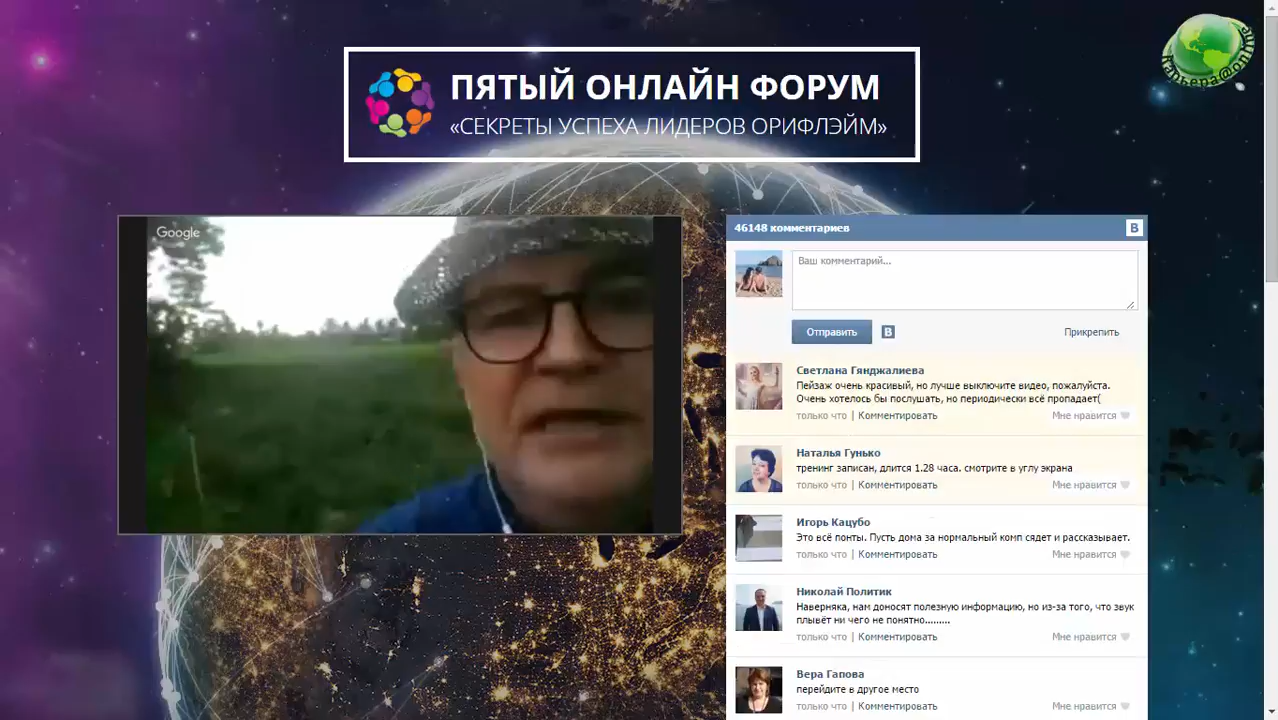 ПЯТЫЙ ОНЛАЙН ФОРУМ
«СЕКРЕТЫ УСПЕХА ЛИДЕРОВ ОРИФЛЭЙМ»
карьера@online
Google
46148 комментариев
B
Ваш комментарий...
Отправить
B
Прикрепить
Светлана Гянджалиева
Пейзаж очень красивый, но лучше выключите видео, пожалуйста.
Очень хотелось бы послушать, но периодически всё пропадает(
только что | Комментировать Мне нравится
Наталья Гунько
тренинг записан, длится 1.28 часа. смотрите в углу экрана
только что | Комментировать Мне нравится
Игорь Кацубо
Это всё понты. Пусть дома за нормальный комп сядет и рассказывает.
только что | Комментировать Мне нравится
Николай Политик
Наверняка, нам доносят полезную информацию, но из-за того, что звук
плывёт ни чего не понятно.........
только что | Комментировать Мне нравится
Вера Гапова
перейдите в другое место
только что | Комментировать Мне нравится